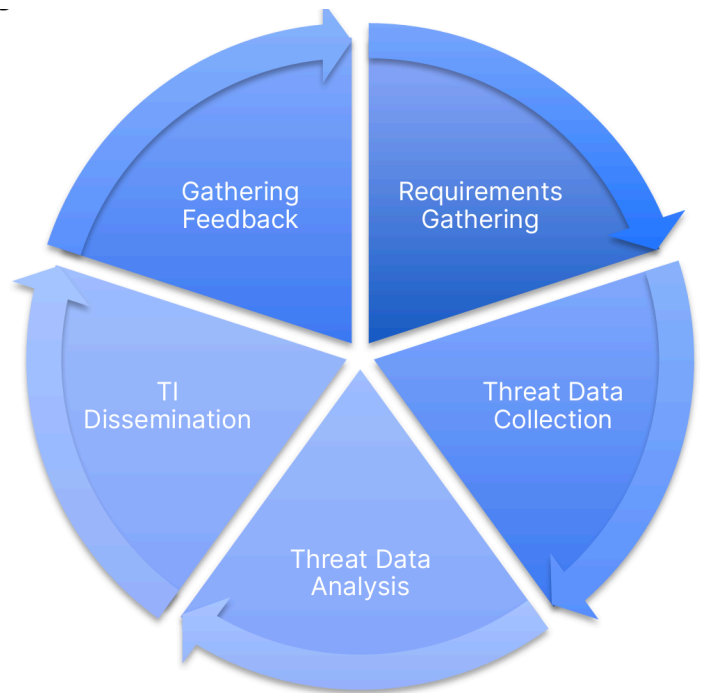 Requirements
Gathering
Threat Data
Collection
Threat Data
Analysis
TI
Dissemination
Gathering
Feedback